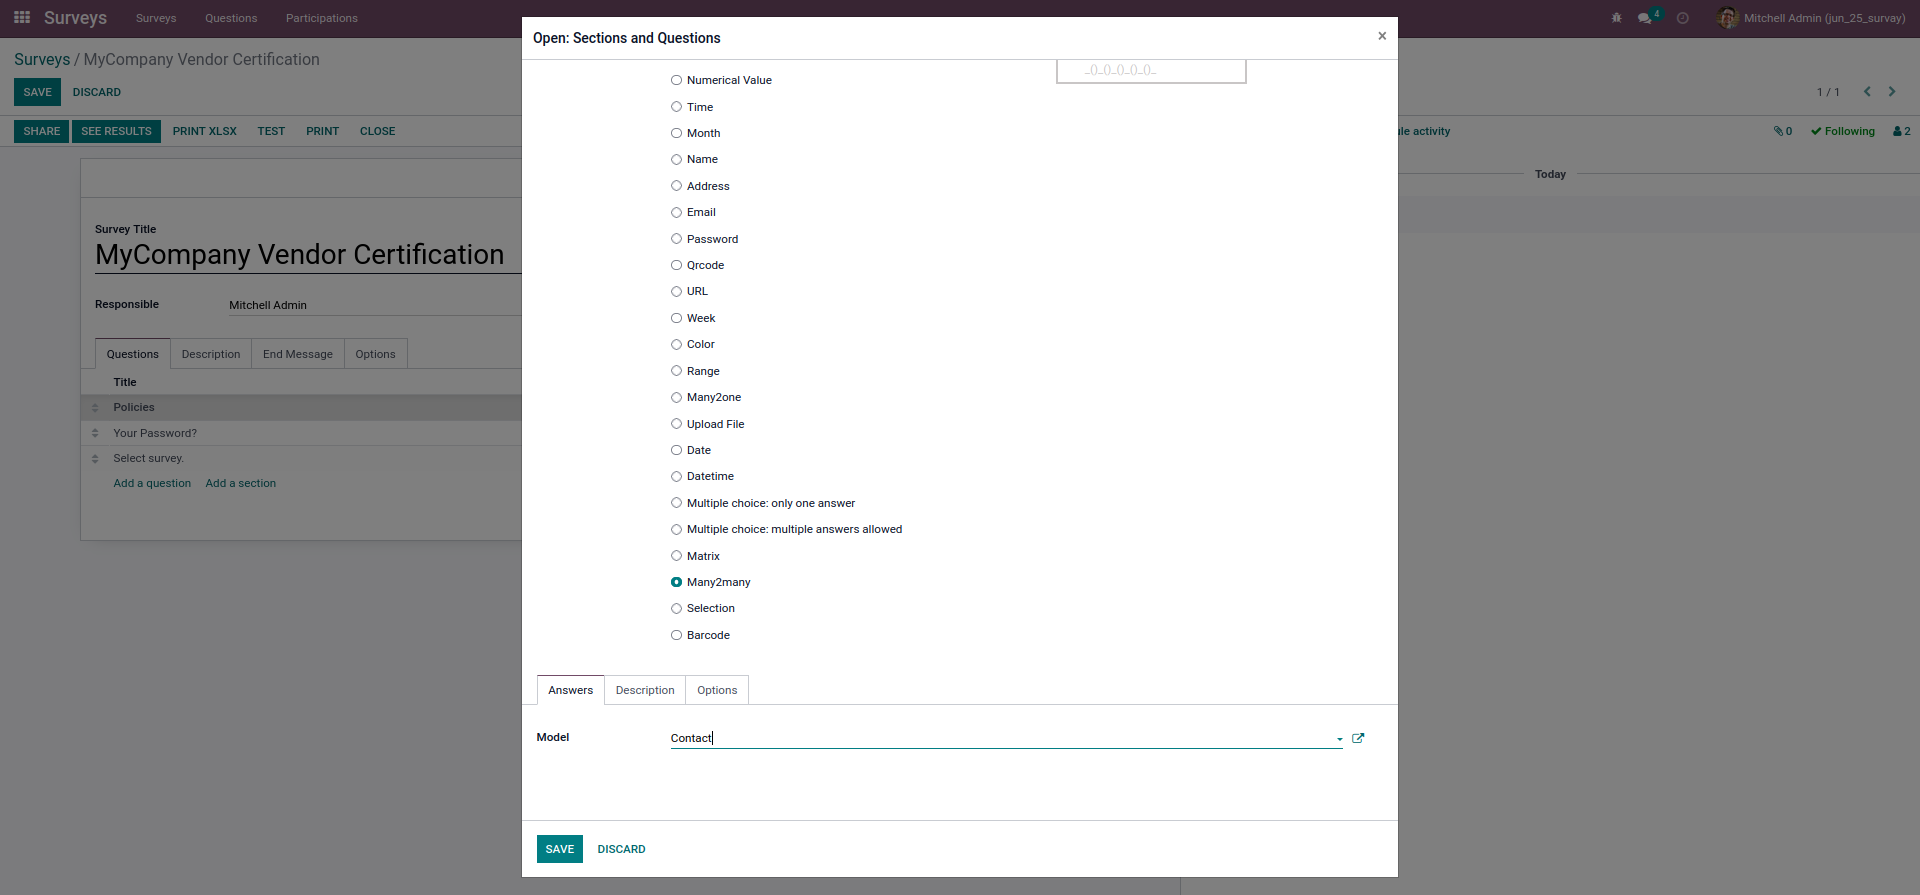 Surveys Surveys Questions Participations 4 Mitchell Admin (jun_25_survay)
Open: Sections and Questions ×
Surveys / MyCompany Vendor Certification
SAVE DISCARD 1 / 1
SHARE SEE RESULTS PRINT XLSX TEST PRINT CLOSE activity 0 Following 2
Today
Survey Title
MyCompany Vendor Certification
Responsible Mitchell Admin
Questions Description End Message Options
Title
Policies
Your Password?
Select survey.
Add a question Add a section
_()_()_()_()_()_
Numerical Value
Time
Month
Name
Address
Email
Password
Qrcode
URL
Week
Color
Range
Many2one
Upload File
Date
Datetime
Multiple choice: only one answer
Multiple choice: multiple answers allowed
Matrix
Many2many
Selection
Barcode
Answers Description Options
Model Contact
SAVE DISCARD